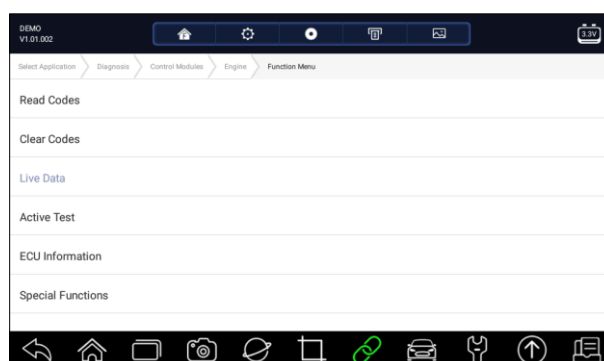 DEMO
V1.01.002
3.3V
Select Application Diagnosis Control Modules Engine Function Menu
Read Codes
Clear Codes
Live Data
Active Test
ECU Information
Special Functions